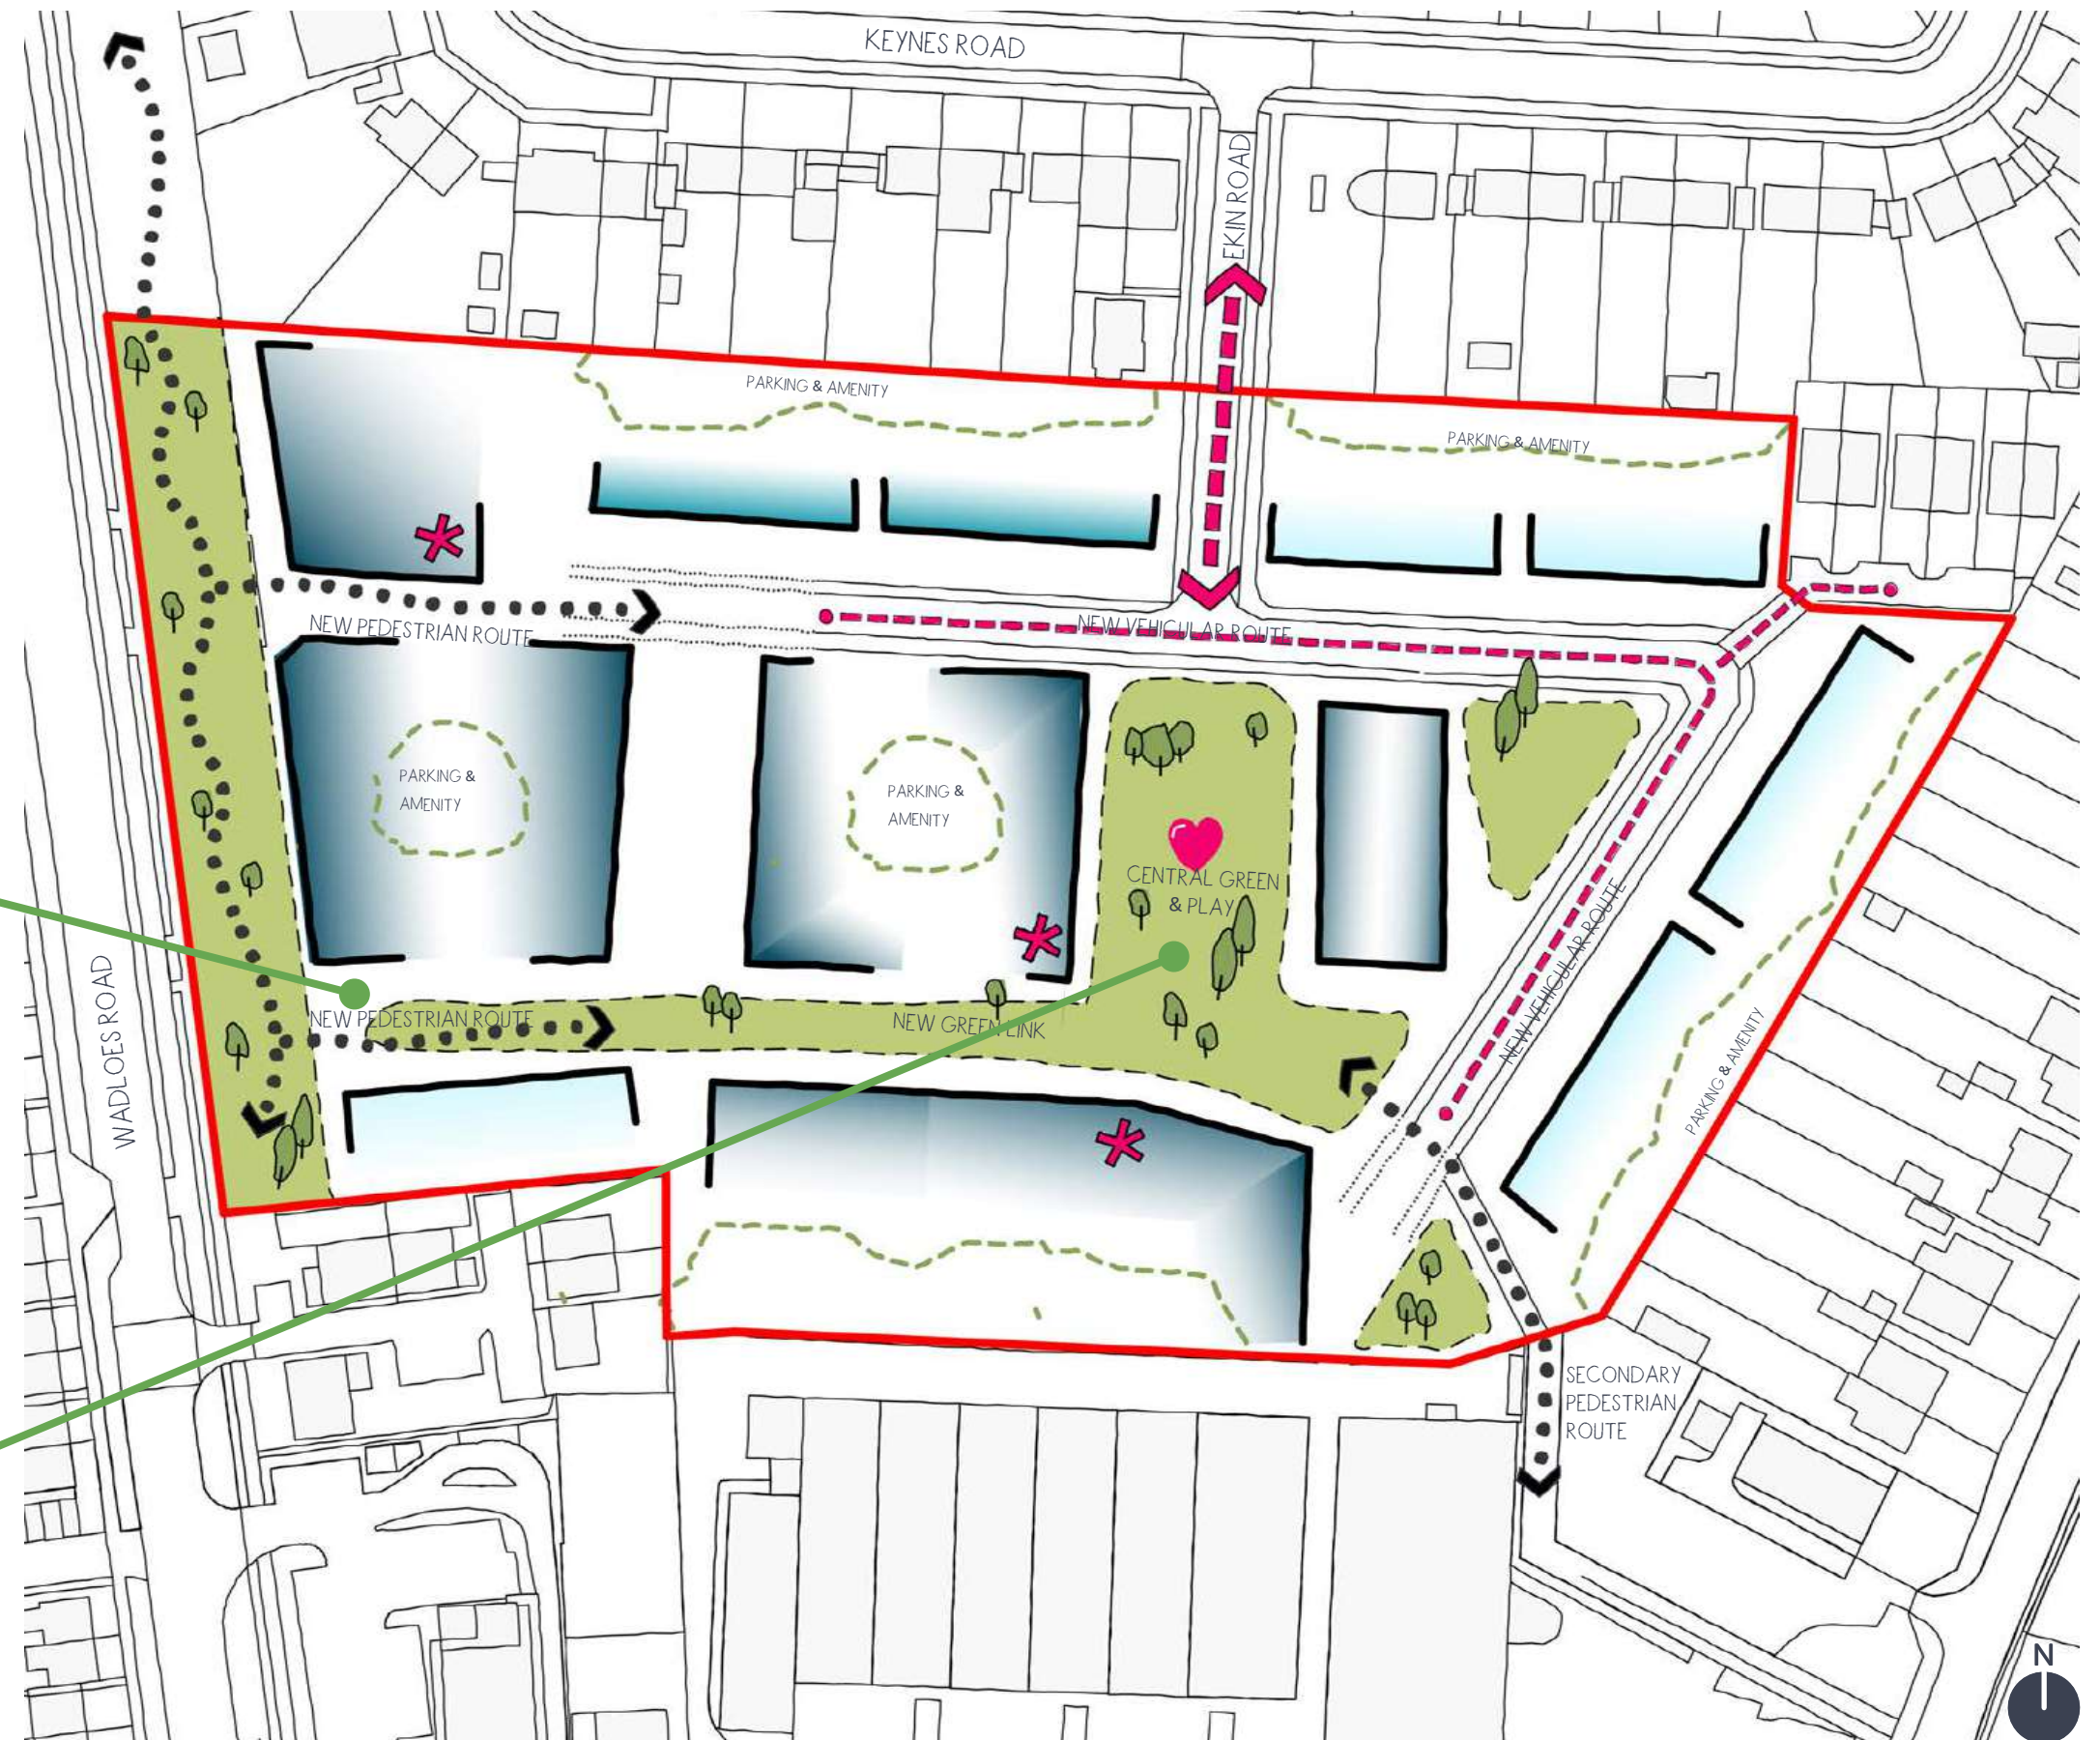 KEYNES ROAD
EKIN ROAD
PARKING & AMENITY
PARKING & AMENITY
NEW PEDESTRIAN ROUTE
NEW VEHICULAR ROUTE
PARKING &
AMENITY
PARKING &
AMENITY
CENTRAL GREEN
& PLAY
NEW VEHICULAR ROUTE
WADLOES ROAD
NEW PEDESTRIAN ROUTE
NEW GREEN LINK
PARKING & AMENITY
SECONDARY
PEDESTRIAN
ROUTE
N